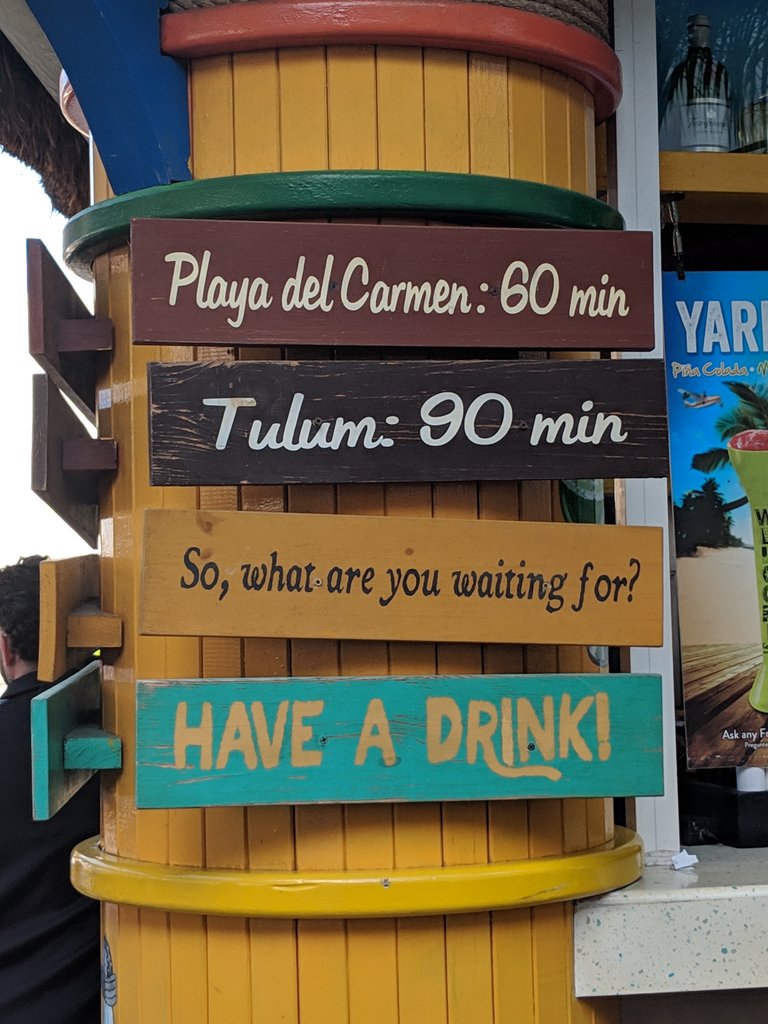 Playa del Carmen: 60 min
Tulum: 90 min
So, what are you waiting for?
HAVE A DRINK!
YAR
Piña Colada
Ask any